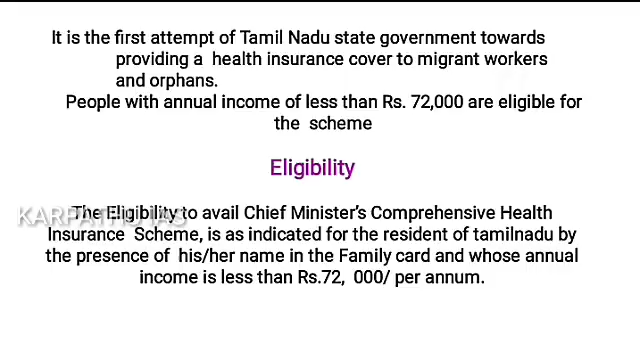 It is the first attempt of Tamil Nadu state government towards
providing a health insurance cover to migrant workers
and orphans.
People with annual income of less than Rs. 72,000 are eligible for
the scheme
Eligibility
The Eligibility to avail Chief Minister's Comprehensive Health
Insurance Scheme, is as indicated for the resident of tamilnadu by
the presence of his/her name in the Family card and whose annual
income is less than Rs.72, 000/ per annum.